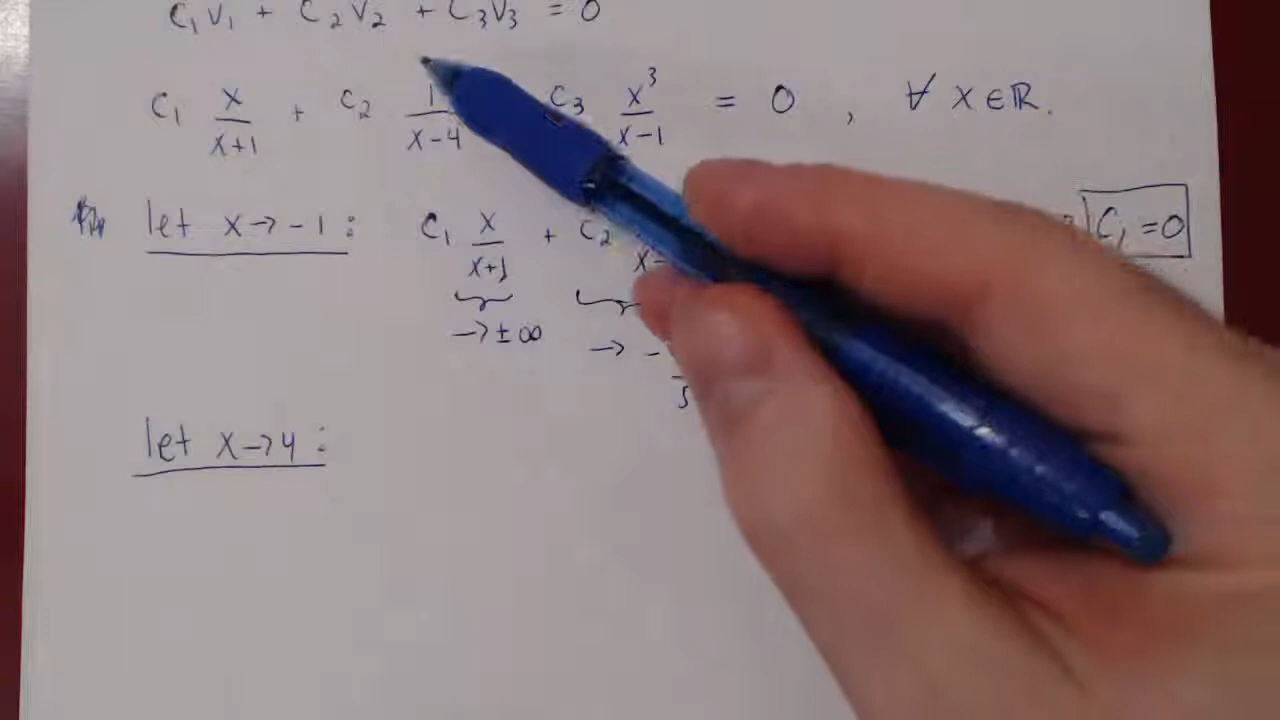 C₁V₁ + C₂V₂ + C₃V₃ = 0
C₁ x/(x+1) + C₂ 1/(x-4) C₃ x³/(x-1) = 0 , ∀ x ∈ ℝ.
let x → -1 : C₁ x/(x+1) + C₂ C₁ = 0
→ ± ∞ → -
let x → 4 :